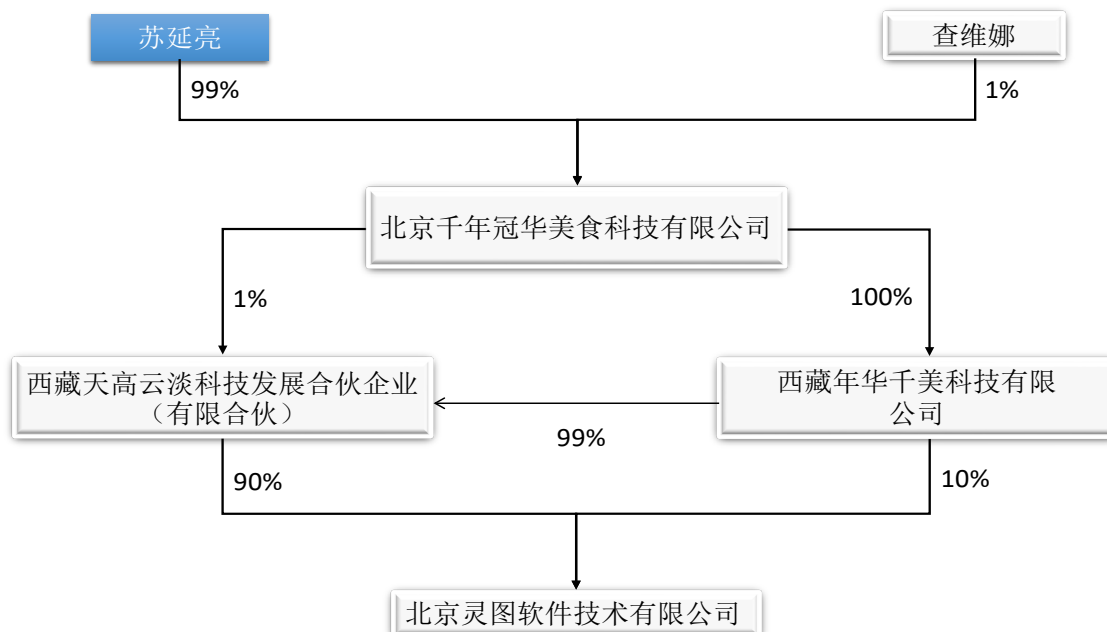 苏延亮
查维娜
99%
1%
北京千年冠华美食科技有限公司
1%
100%
西藏天高云淡科技发展合伙企业
（有限合伙）
西藏年华千美科技有限
公司
99%
90%
10%
北京灵图软件技术有限公司